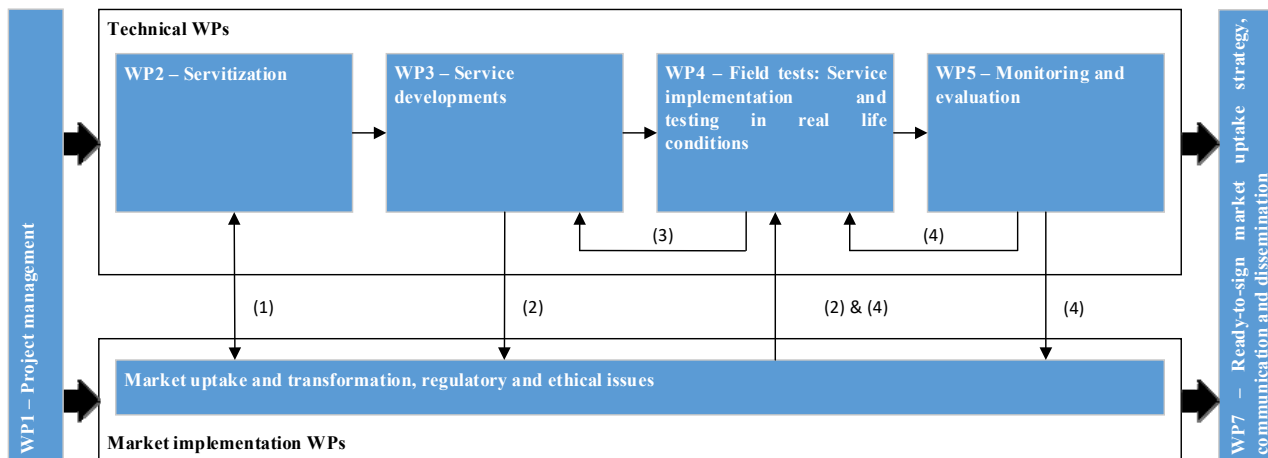 Technical WPs
WP2 – Servitization
WP3 – Service
developments
WP4 – Field tests: Service
implementation and
testing in real life
conditions
WP5 – Monitoring and
evaluation
(3)
(4)
(1)
(2)
(2) & (4)
(4)
Market uptake and transformation, regulatory and ethical issues
Market implementation WPs
WP1 – Project management
WP7 – Ready-to-sign market uptake strategy,
communication and dissemination